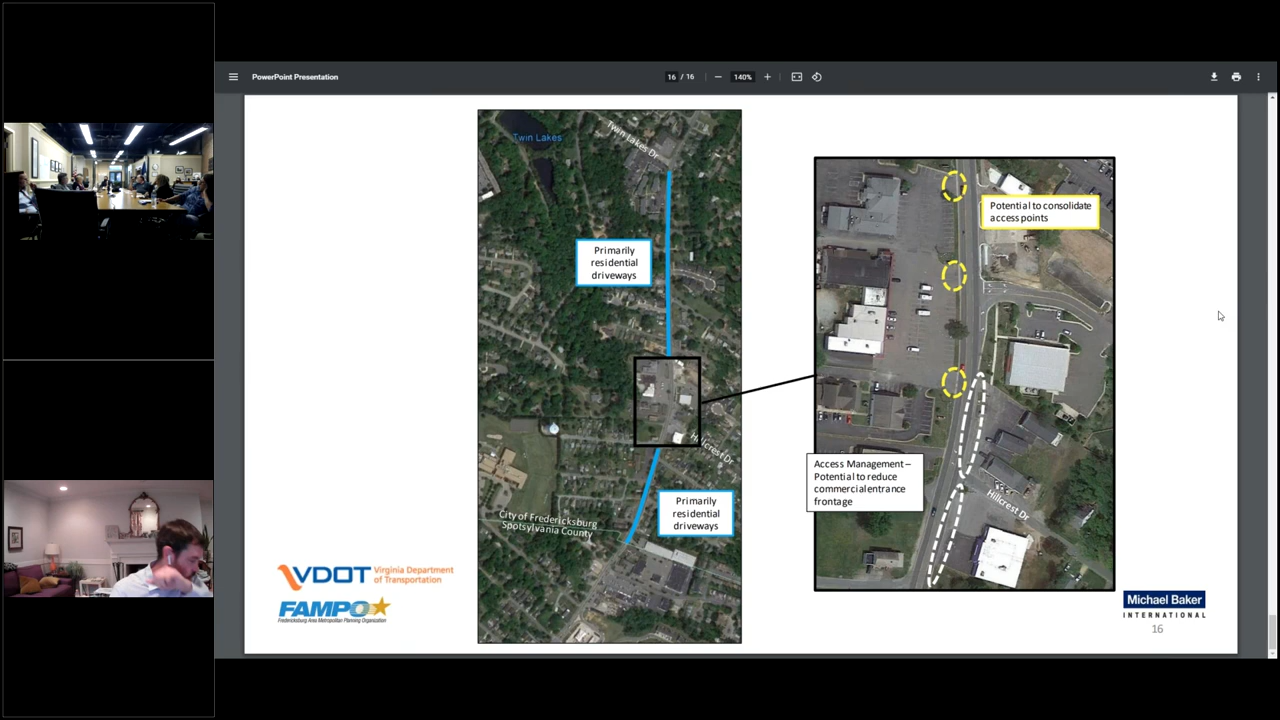 PowerPoint Presentation
16 / 16
140%
Twin Lakes
Twin Lakes Dr
Primarily
residential
driveways
Hillcrest Dr
Primarily
residential
driveways
City of Fredericksburg
Spotsylvania County
Potential to consolidate
access points
Access Management –
Potential to reduce
commercial entrance
frontage
Hillcrest Dr
VDOT Virginia Department
of Transportation
FAMPO
Fredericksburg Area Metropolitan Planning Organization
Michael Baker
INTERNATIONAL
16